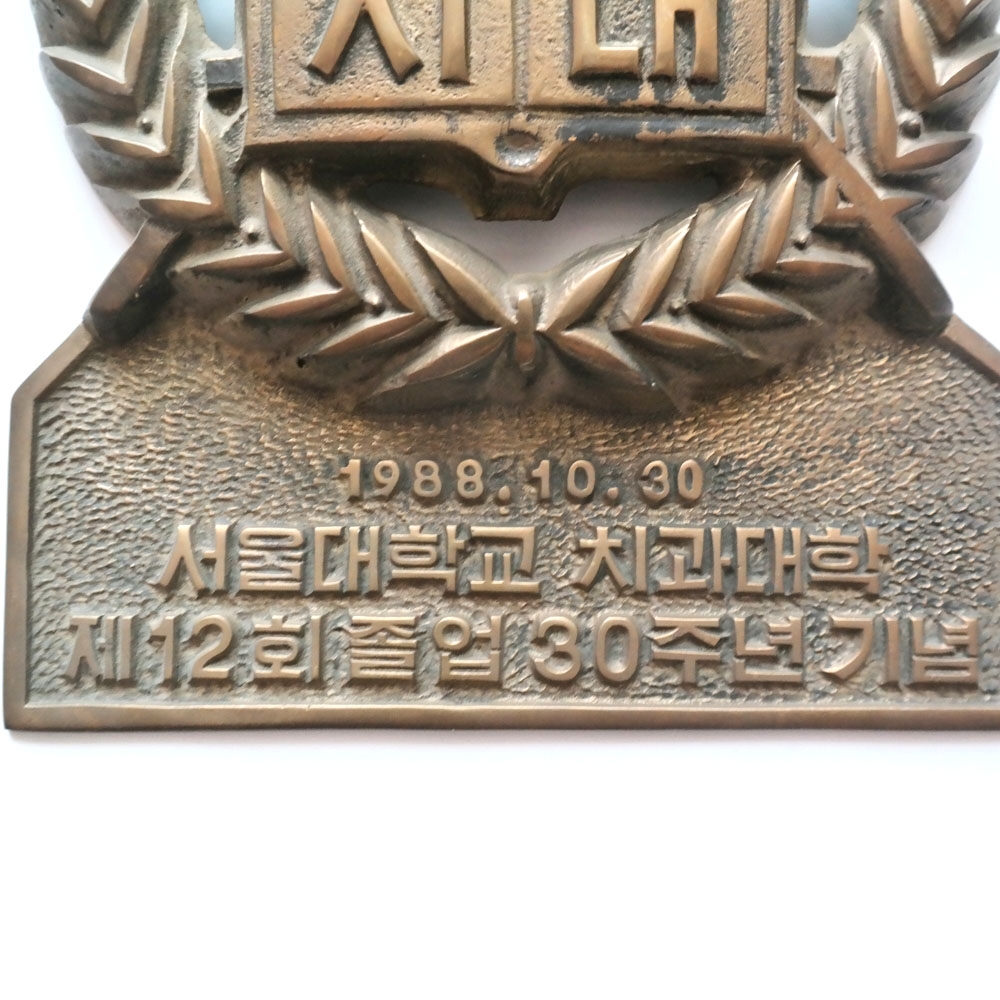 치대
1988. 10. 30
서울대학교 치과대학
제12회 졸업 30주년 기념